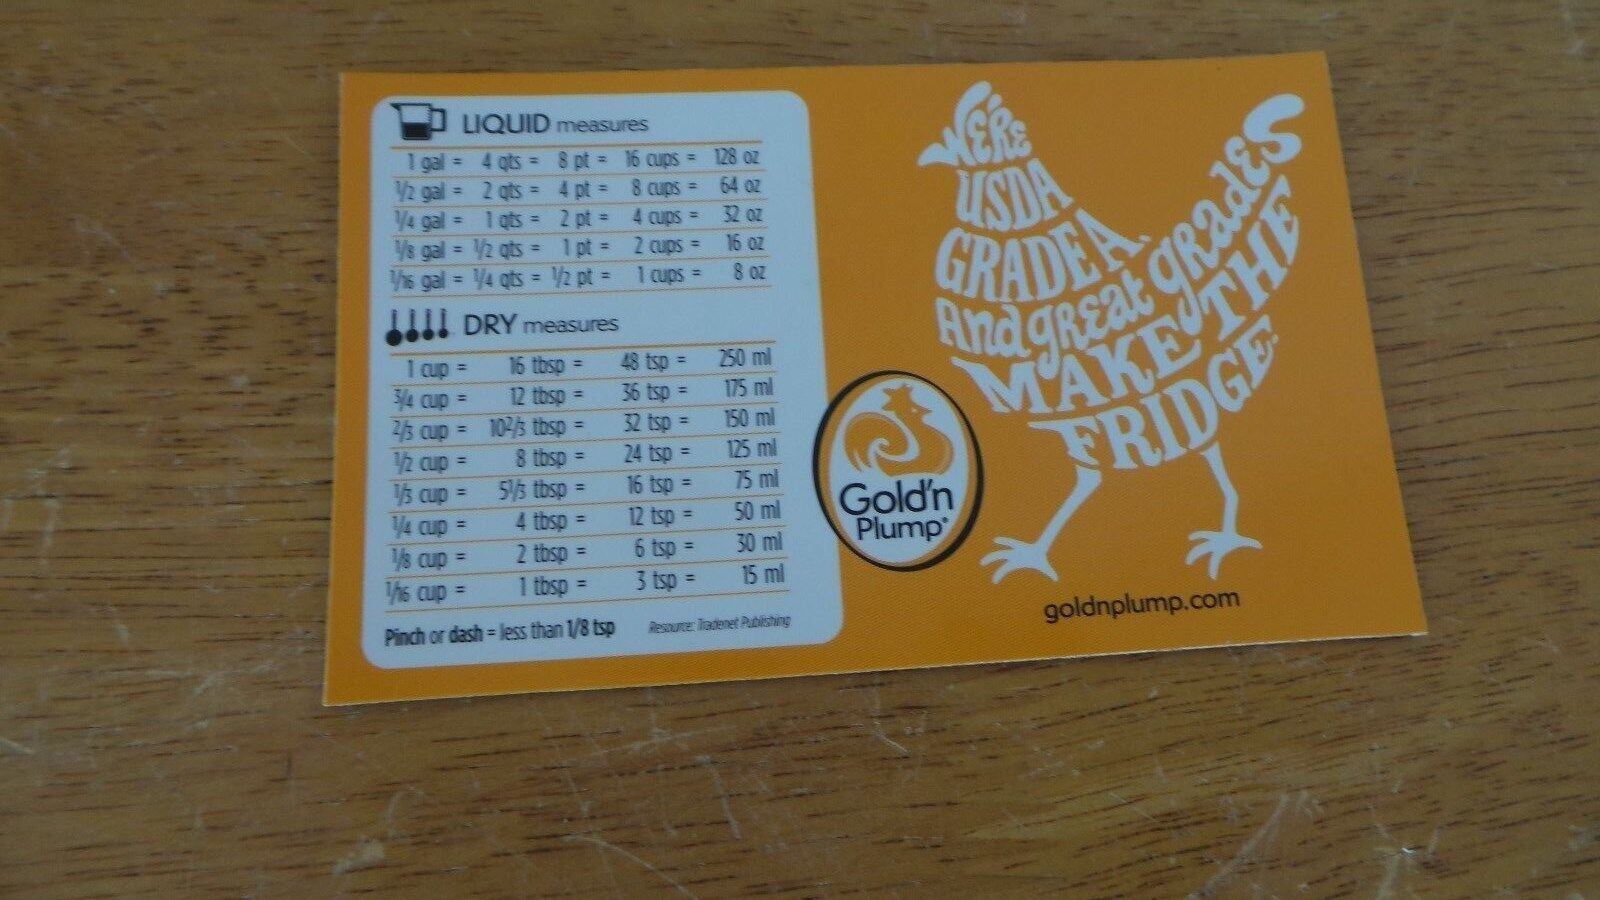 LIQUID measures
1 gal = 4 qts = 8 pt = 16 cups = 128 oz
1/2 gal = 2 qts = 4 pt = 8 cups = 64 oz
1/4 gal = 1 qts = 2 pt = 4 cups = 32 oz
1/8 gal = 1/2 qts = 1 pt = 2 cups = 16 oz
1/16 gal = 1/4 qts = 1/2 pt = 1 cups = 8 oz
DRY measures
1 cup = 16 tbsp = 48 tsp = 250 ml
3/4 cup = 12 tbsp = 36 tsp = 175 ml
2/3 cup = 10 2/3 tbsp = 32 tsp = 150 ml
1/2 cup = 8 tbsp = 24 tsp = 125 ml
1/3 cup = 5 1/3 tbsp = 16 tsp = 75 ml
1/4 cup = 4 tbsp = 12 tsp = 50 ml
1/8 cup = 2 tbsp = 6 tsp = 30 ml
1/16 cup = 1 tbsp = 3 tsp = 15 ml
Pinch or dash = less than 1/8 tsp
Resource: Tradenet Publishing
WE'RE
USDA
GRADE A.
And great grades
MAKE THE
FRIDGE.
Gold'n
Plump®
goldnplump.com